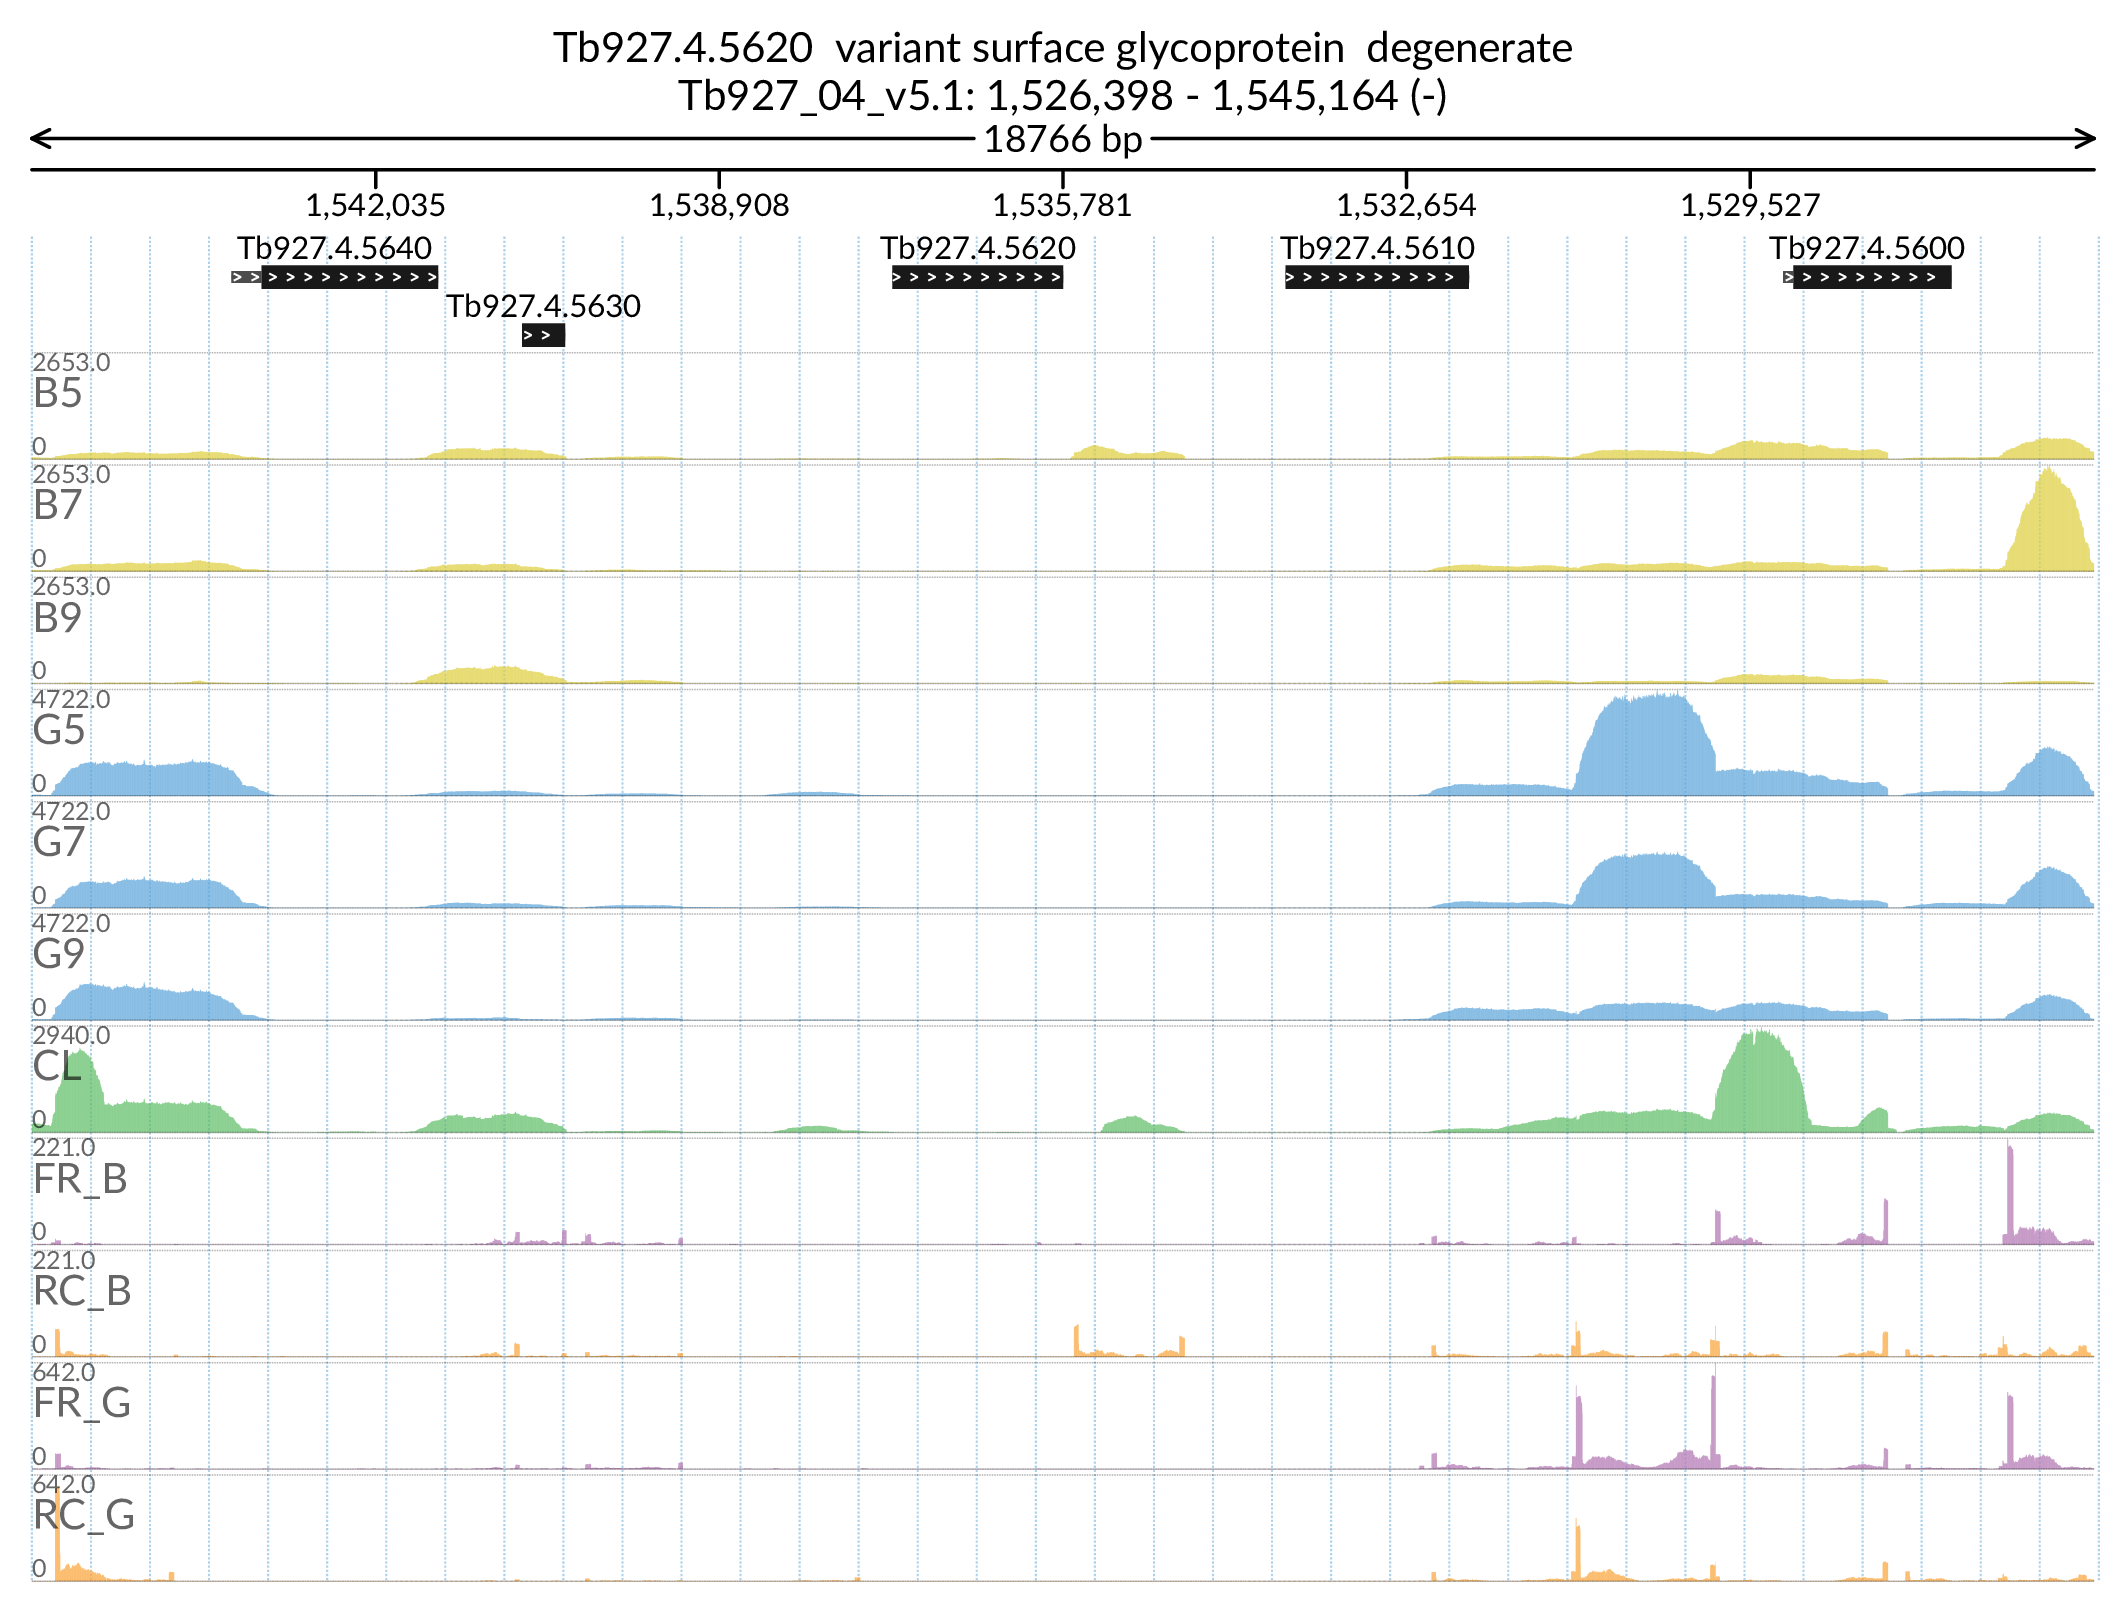 Tb927.4.5620  variant surface glycoprotein  degenerate
Tb927_04_v5.1: 1,526,398 - 1,545,164 (-)
18766 bp
1,542,035 1,538,908 1,535,781 1,532,654 1,529,527
Tb927.4.5640 Tb927.4.5620 Tb927.4.5610 Tb927.4.5600
Tb927.4.5630
2653.0
B5
0
2653.0
B7
0
2653.0
B9
0
4722.0
G5
0
4722.0
G7
0
4722.0
G9
0
2940.0
CL
0
221.0
FR_B
0
221.0
RC_B
0
642.0
FR_G
0
642.0
RC_G
0